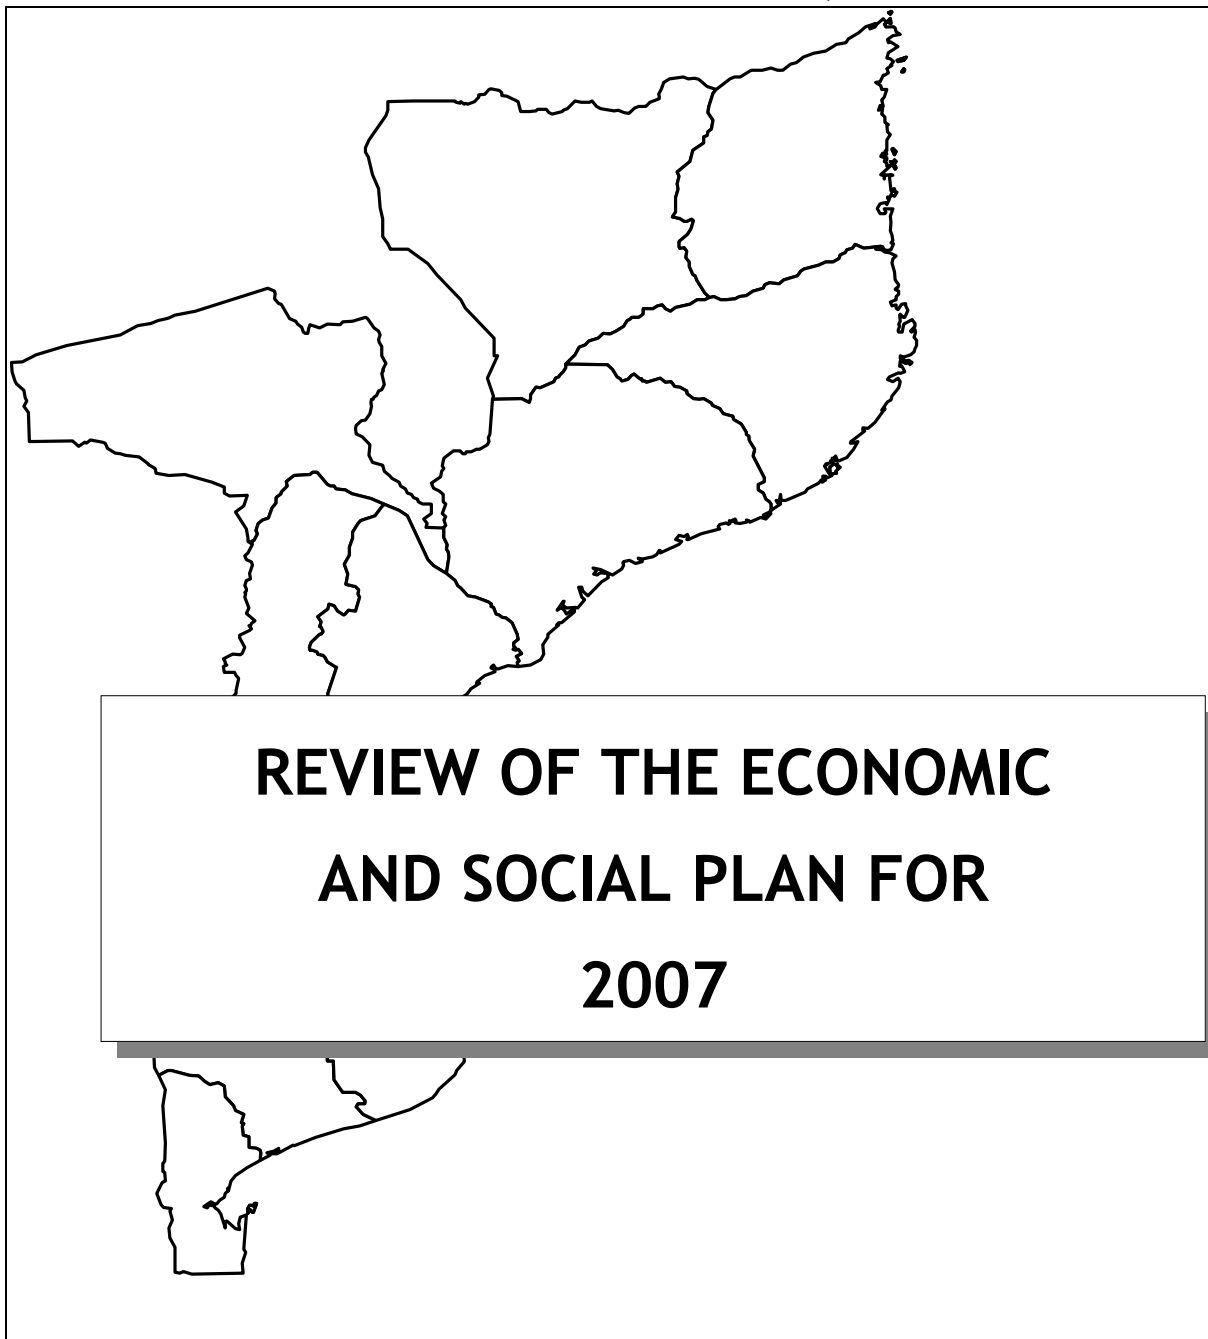 REVIEW OF THE ECONOMIC
AND SOCIAL PLAN FOR
2007